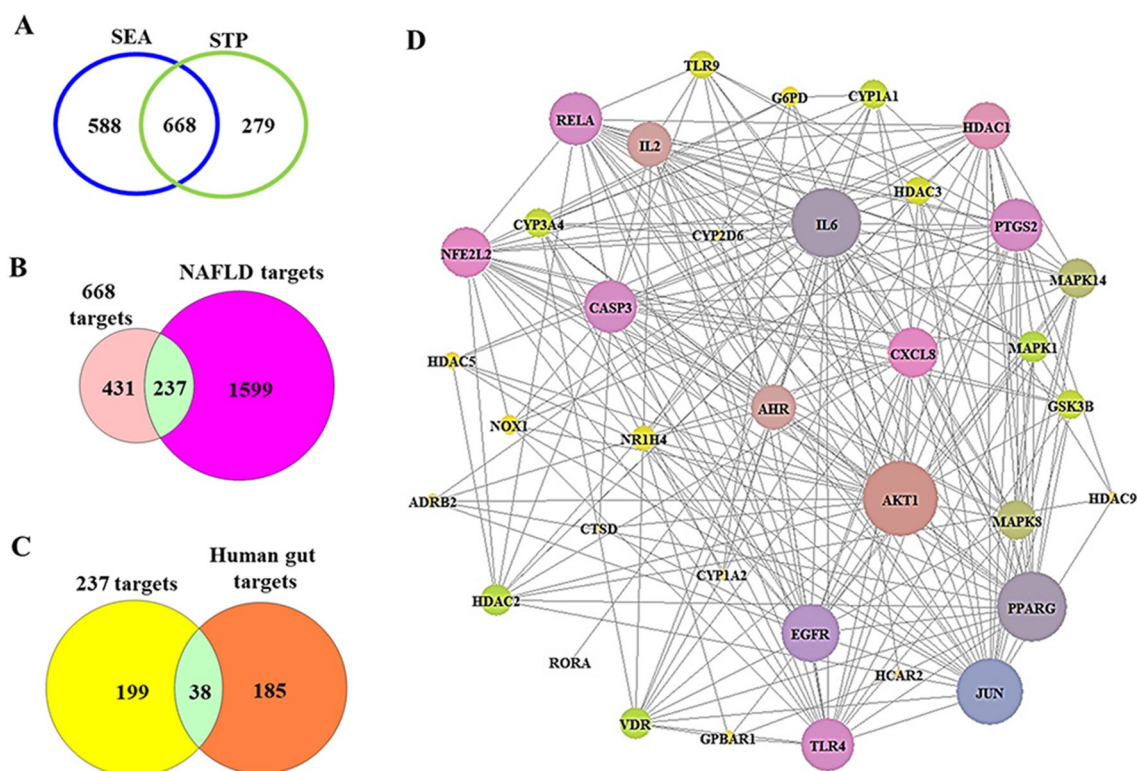 A
SEA
STP
588
668
279
B
NAFLD targets
668
targets
431
237
1599
C
237 targets
Human gut
targets
199
38
185
D
TLR9
G6PD
CYP1A1
RELA
HDAC1
IL2
HDAC3
IL6
CYP3A4
CYP2D6
PTGS2
NFE2L2
MAPK14
CASP3
CXCL8
MAPK1
HDAC5
AHR
GSK3B
NOX1
NR1H4
AKT1
HDAC9
ADRB2
CTSD
MAPK8
CYP1A2
HDAC2
PPARG
EGFR
RORA
HCAR2
JUN
VDR
GPBAR1
TLR4